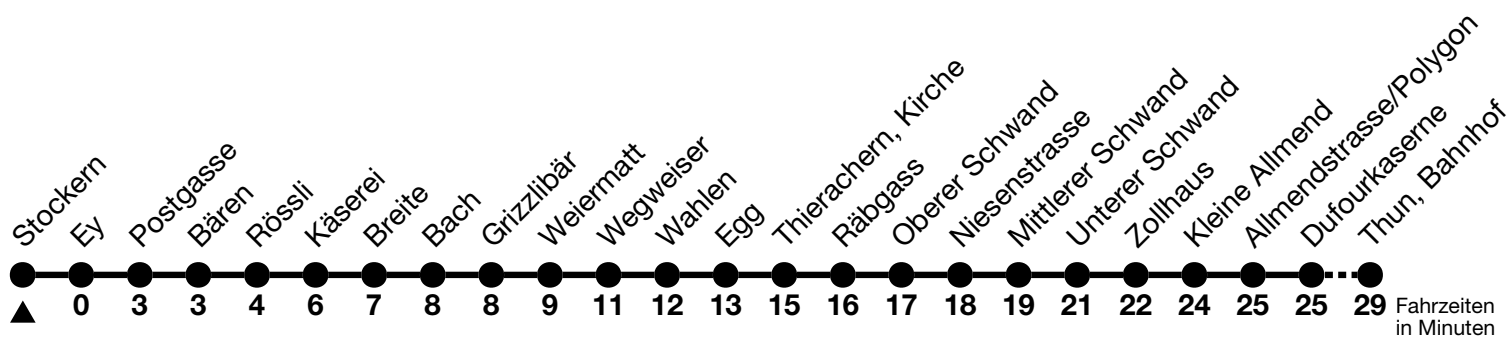 Stockern
Ey
Postgasse
Bären
Rössli
Käserei
Breite
Bach
Grizzlibär
Weiermatt
Wegweiser
Wahlen
Egg
Thierachern, Kirche
Räbgass
Oberer Schwand
Niesenstrasse
Mittlerer Schwand
Unterer Schwand
Zollhaus
Kleine Allmend
Allmendstrasse/Polygon
Dufourkaserne
Thun, Bahnhof
0 3 3 4 6 7 8 8 9 11 12 13 15 16 17 18 19 21 22 24 25 25 29 Fahrzeiten
in Minuten